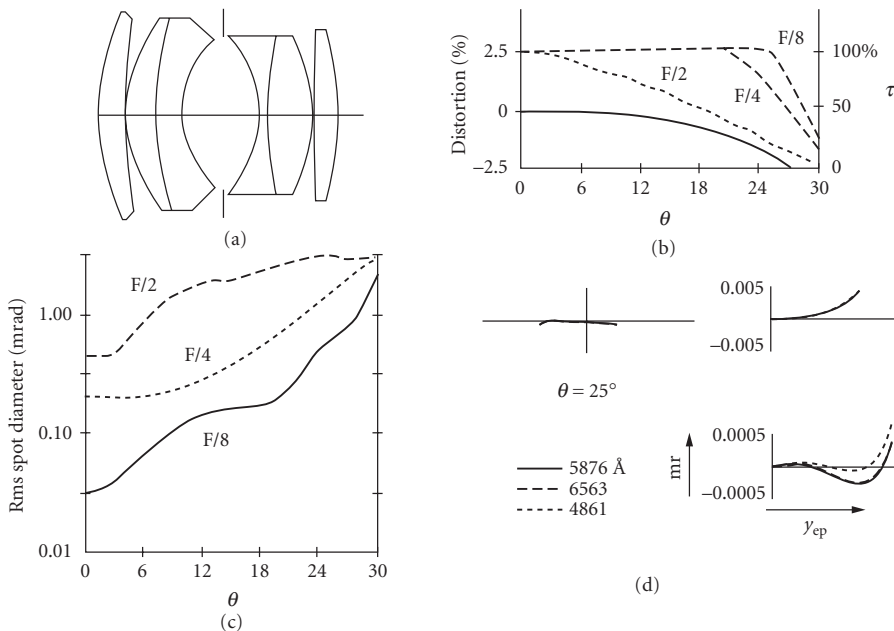 (a)
Distortion (%)
2.5
0
−2.5
F/8
F/2
F/4
100%
50
0
τ
0 6 12 18 24 30
θ
(b)
Rms spot diameter (mrad)
1.00
0.10
0.01
F/2
F/4
F/8
0 6 12 18 24 30
θ
(c)
0.005
−0.005
θ = 25°
5876 Å
6563
4861
mr
0.0005
−0.0005
yep
(d)